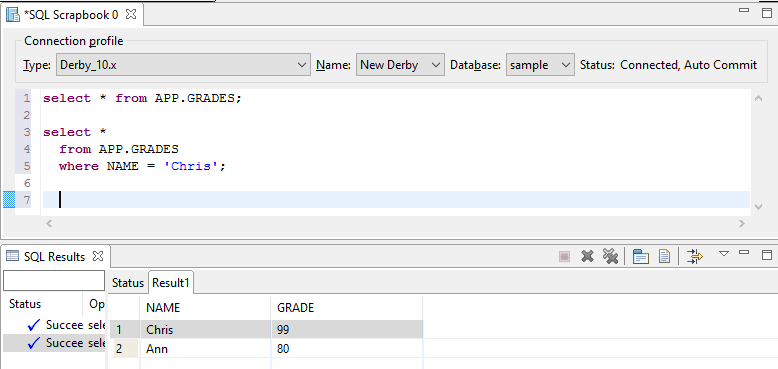 *SQL Scrapbook 0
Connection profile
Type: Derby_10.x Name: New Derby Database: sample Status: Connected, Auto Commit
1 select * from APP.GRADES;
2
3 select *
4 from APP.GRADES
5 where NAME = 'Chris';
6
7
SQL Results
Status Op
Succee sele
Succee sele
Status Result1
NAME GRADE
1 Chris 99
2 Ann 80